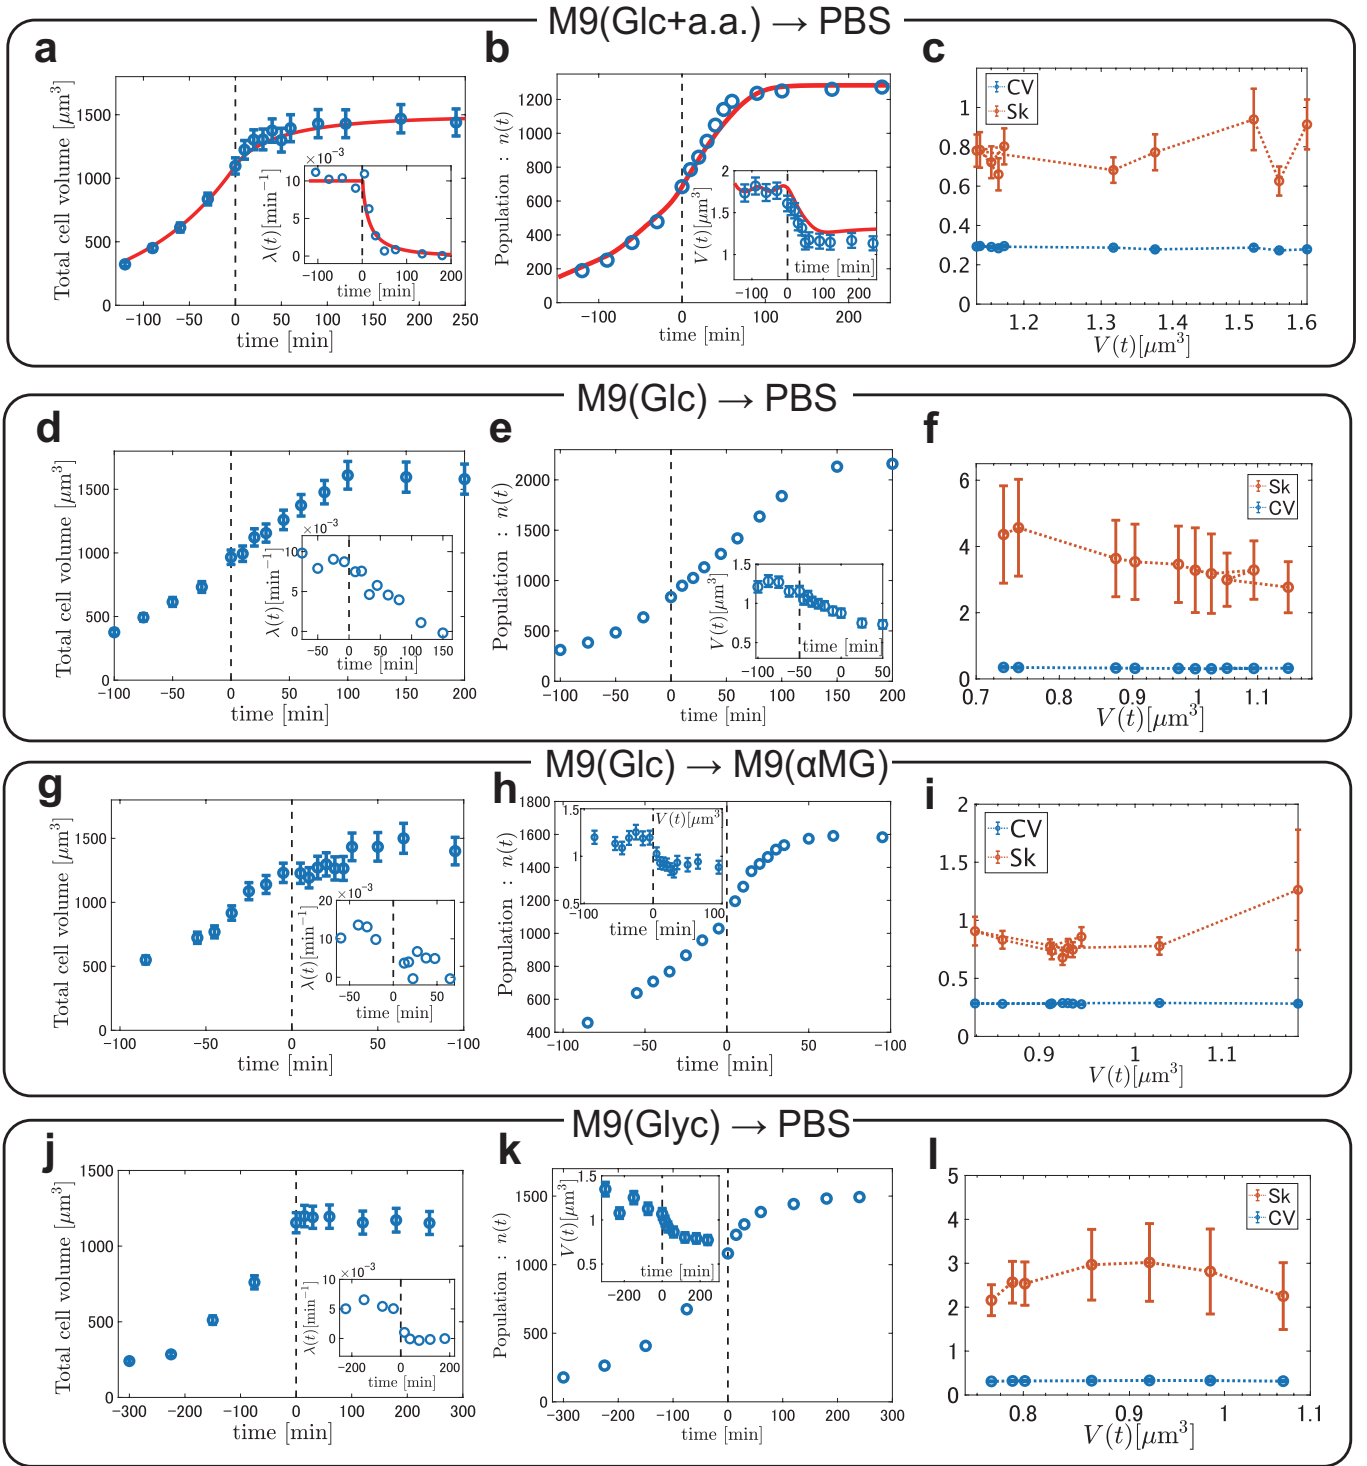 M9(Glc+a.a.) → PBS
a
Total cell volume [μm³]
1500
1000
500
0
−100 −50 0 50 100 150 200 250
time [min]
×10⁻³
λ(t)[min⁻¹]
10
5
0
−100 0 100 200
time [min]
b
Population : n(t)
1200
1000
800
600
400
200
0
−100 0 100 200
time [min]
V(t)[μm³]
2
1.5
1
−100 0 100 200
time [min]
c
CV
Sk
1
0.8
0.6
0.4
0.2
0
1.2 1.3 1.4 1.5 1.6
V(t)[μm³]
M9(Glc) → PBS
d
Total cell volume [μm³]
1500
1000
500
0
−100 −50 0 50 100 150 200
time [min]
×10⁻³
λ(t)[min⁻¹]
10
5
0
−50 0 50 100 150
time [min]
e
Population : n(t)
2000
1500
1000
500
0
−100 −50 0 50 100 150 200
time [min]
V(t)[μm³]
1.5
1
0.5
−100 −50 0 50
time [min]
f
Sk
CV
6
4
2
0
0.7 0.8 0.9 1 1.1
V(t)[μm³]
M9(Glc) → M9(αMG)
g
Total cell volume [μm³]
1500
1000
500
0
−100 −50 0 50 −100
time [min]
×10⁻³
λ(t)[min⁻¹]
20
10
0
−50 0 50
time [min]
h
Population : n(t)
1800
1600
1400
1200
1000
800
600
400
−100 −50 0 50 −100
time [min]
V(t)[μm³]
1.5
1
0.5
−100 0 100
time [min]
i
CV
Sk
2
1.5
1
0.5
0
0.9 1 1.1
V(t)[μm³]
M9(Glyc) → PBS
j
Total cell volume [μm³]
1500
1000
500
0
−300 −200 −100 0 100 200 300
time [min]
×10⁻³
λ(t)[min⁻¹]
10
5
0
−200 0 200
time [min]
k
Population : n(t)
1500
1000
500
0
−300 −200 −100 0 100 200 300
time [min]
V(t)[μm³]
1.5
1
0.5
−200 0 200
time [min]
l
Sk
CV
5
4
3
2
1
0
0.8 0.9 1 1.1
V(t)[μm³]